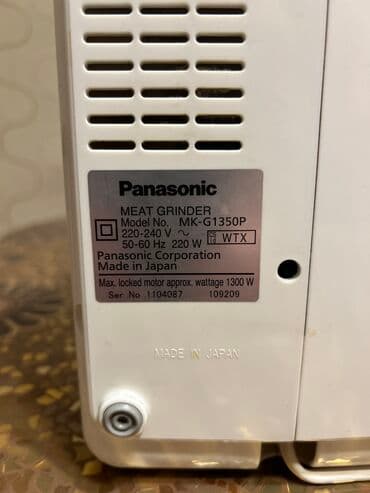 Panasonic
MEAT GRINDER
Model No. MK-G1350P
220-240 V ~
50-60 Hz 220 W WTX
Panasonic Corporation
Made in Japan
Max. locked motor approx. wattage 1300 W
Ser No 1104087 109209
MADE IN JAPAN